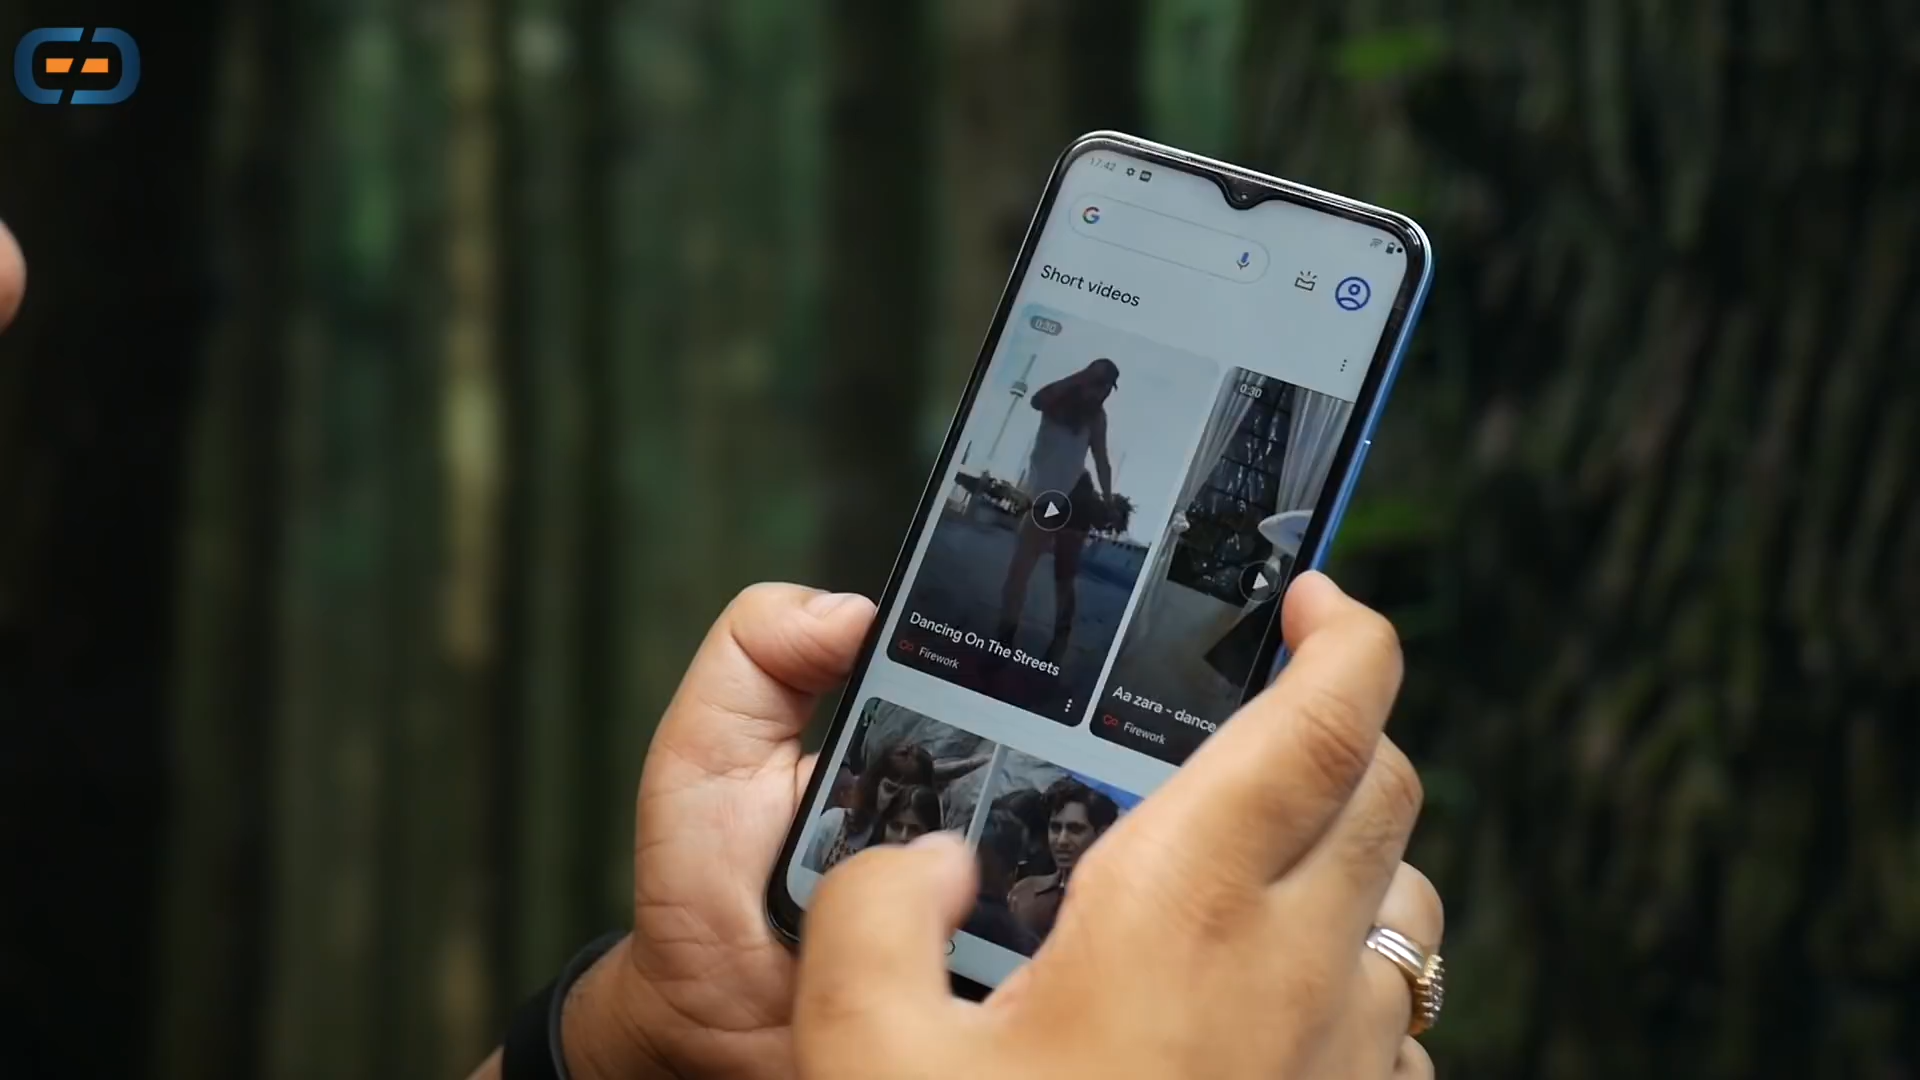 17:42
G
Short videos
0:30
0:30
Dancing On The Streets
Firework
Aa zara - dance
Firework